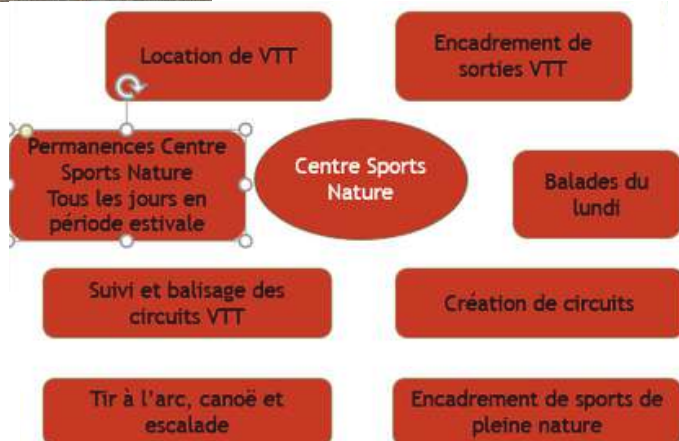 Location de VTT
Encadrement de
sorties VTT
Permanences Centre
Sports Nature
Tous les jours en
période estivale
Centre Sports
Nature
Balades du
lundi
Suivi et balisage des
circuits VTT
Création de circuits
Tir à l'arc, canoë et
escalade
Encadrement de sports de
pleine nature